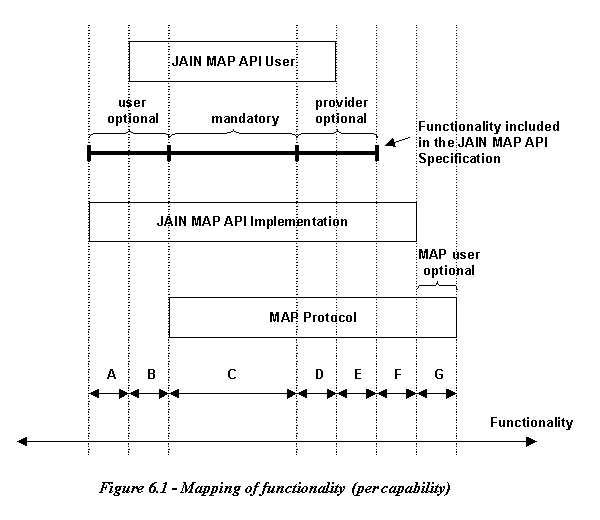 JAIN MAP API User
user
optional
mandatory
provider
optional
Functionality included
in the JAIN MAP API
Specification
JAIN MAP API Implementation
MAP user
optional
MAP Protocol
A
B
C
D
E
F
G
Functionality
Figure 6.1 - Mapping of functionality (per capability)